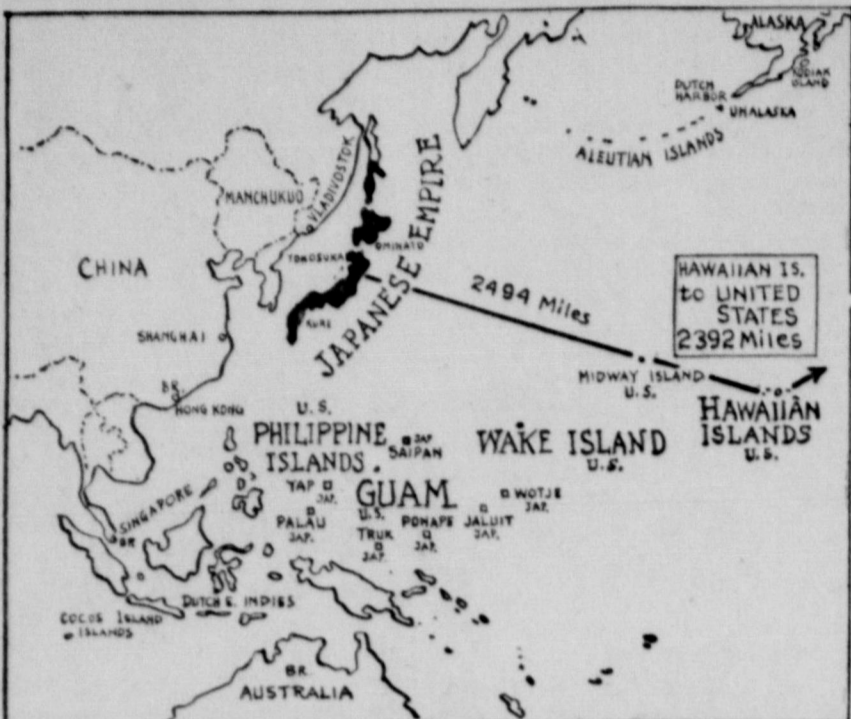 ALASKA
KODIAK
ISLAND
DUTCH
HARBOR
UNALASKA
ALEUTIAN ISLANDS
MANCHUKUO
VLADIVOSTOK
JAPANESE EMPIRE
OMINATO
YOKOSUKA
CHINA
KURE
2494 Miles
HAWAIIAN IS.
to UNITED
STATES
2392 Miles
SHANGHAI
MIDWAY ISLAND
U.S.
BR.
HONG KONG
HAWAIIAN
ISLANDS
U.S.
U.S.
PHILIPPINE
ISLANDS
JAP.
SAIPAN
WAKE ISLAND
U.S.
YAP
JAP.
GUAM
U.S.
WOTJE
JAP.
SINGAPORE
BR.
PALAU
JAP.
TRUK
JAP.
PONAPE
JAP.
JALUIT
JAP.
DUTCH E. INDIES
COCOS ISLAND
ISLANDS
BR.
AUSTRALIA